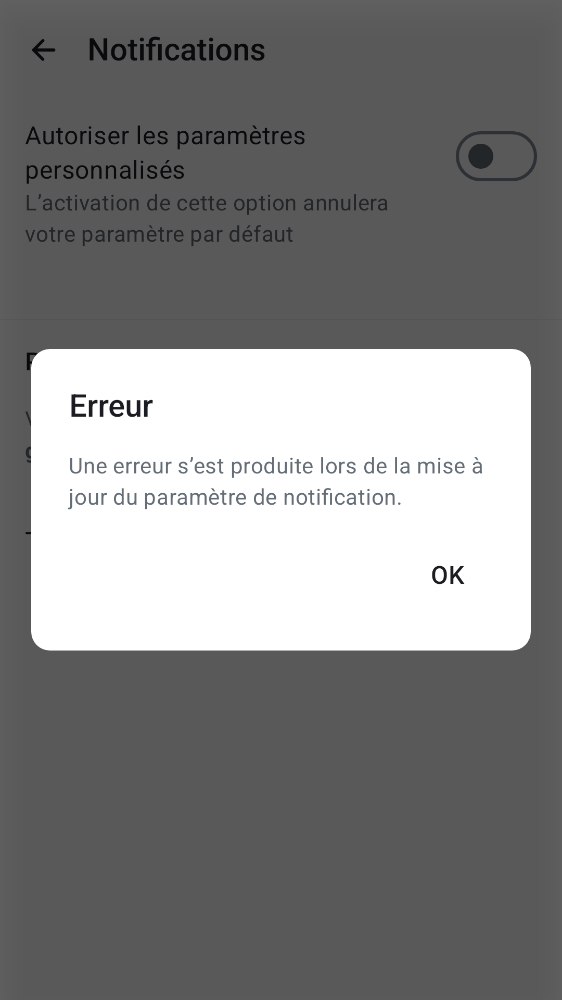 Notifications
Autoriser les paramètres
personnalisés
L’activation de cette option annulera
votre paramètre par défaut
Erreur
Une erreur s’est produite lors de la mise à
jour du paramètre de notification.
OK